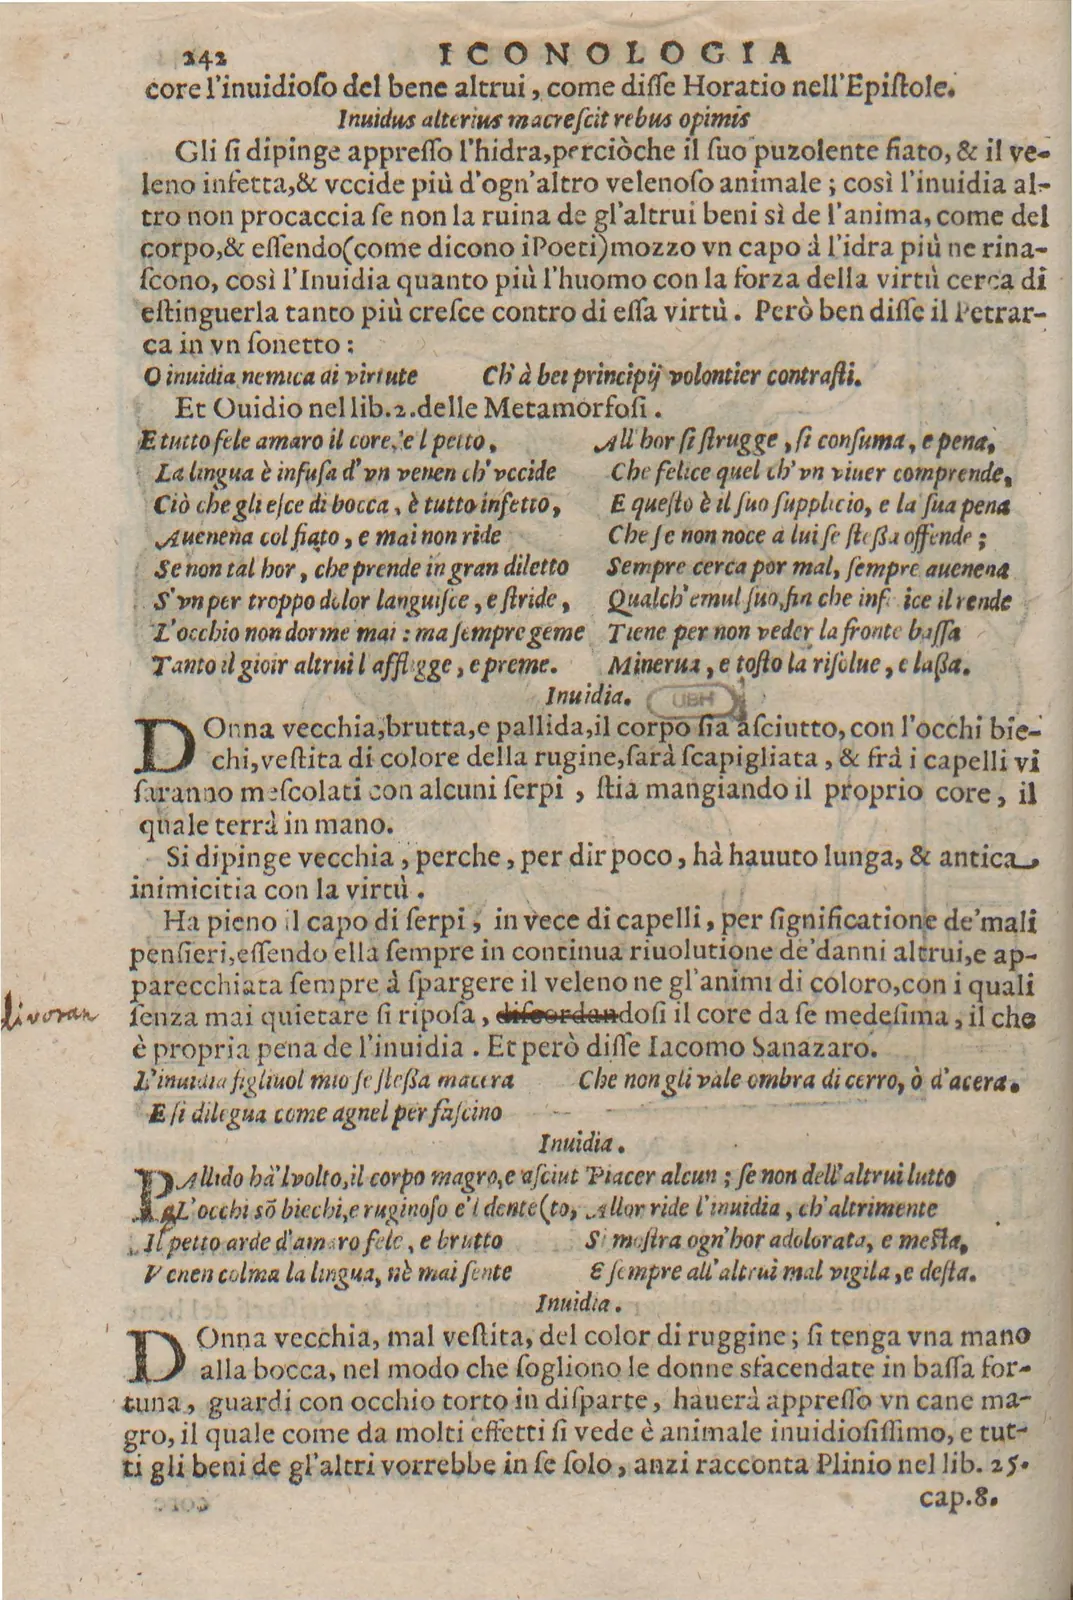 242 ICONOLOGIA
core l'inuidioſo del bene altrui, come diſſe Horatio nell'Epiſtole.
Inuidus alterius macreſcit rebus opimis
Gli ſi dipinge appreſſo l'hidra, perciòche il ſuo puzolente fiato, & il ve-
leno infetta, & vccide più d'ogn'altro velenoſo animale; così l'inuidia al-
tro non procaccia ſe non la ruina de gl'altrui beni sì de l'anima, come del
corpo, & eſſendo (come dicono i Poeti) mozzo vn capo à l'idra più ne rina-
ſcono, così l'Inuidia quanto più l'huomo con la forza della virtù cerca di
eſtinguerla tanto più creſce contro di eſſa virtù. Però ben diſſe il Petrar-
ca in vn ſonetto:
O inuidia nemica di virtute Ch'à bei principij volontier contraſti.
Et Ouidio nel lib. 2. delle Metamorfoſi.
E tutto fele amaro il core, e'l petto,
La lingua è infuſa d'vn venen ch'vccide
Ciò che gli eſce di bocca, è tutto infetto,
Auenena col fiato, e mai non ride
Se non tal hor, che prende in gran diletto
S'vn per troppo dolor languiſce, e ſtride,
L'occhio non dorme mai: ma ſempre geme
Tanto il gioir altrui l affligge, e preme.
All hor ſi ſtrugge, ſi conſuma, e pena,
Che felice quel ch'vn viuer comprende,
E queſto è il ſuo ſupplicio, e la ſua pena
Che ſe non noce à lui ſe ſteßa offende;
Sempre cerca por mal, ſempre auenena
Qualch'emul ſuo, fin che inf ice il rende
Tiene per non veder la fronte baſſa
Minerua, e toſto la riſolue, e laßa.
Inuidia.
UBH
DOnna vecchia, brutta, e pallida, il corpo ſia aſciutto, con l'occhi bie-
chi, veſtita di colore della rugine, ſarà ſcapigliata, & frà i capelli vi
ſaranno meſcolati con alcuni ſerpi, ſtia mangiando il proprio core, il
quale terrà in mano.
Si dipinge vecchia, perche, per dir poco, hà hauuto lunga, & antica
inimicitia con la virtù.
Ha pieno il capo di ſerpi, in vece di capelli, per ſignificatione de'mali
penſieri, eſſendo ella ſempre in continua riuolutione de'danni altrui, e ap-
parecchiata ſempre à ſpargere il veleno ne gl'animi di coloro, con i quali
livoran
ſenza mai quietare ſi ripoſa, diſcordandoſi il core da ſe medeſima, il che
è propria pena de l'inuidia. Et però diſſe Iacomo Sanazaro.
L'inuidia figliuol mio ſe ſteßa macera Che non gli vale ombra di cerro, ò d'acera.
E ſi dilegua come agnel per faſcino
Inuidia.
PAllido hà'l volto, il corpo magro, e aſciut
L'occhi sõ biechi, e ruginoſo e'l dente (to,
Il petto arde d'amaro fele, e brutto
Venen colma la lingua, nè mai ſente
Piacer alcun; ſe non dell'altrui lutto
Allor ride l'inuidia, ch'altrimente
Si moſtra ogn'hor adolorata, e meſta,
E ſempre all'altrui mal vigila, e deſta.
Inuidia.
DOnna vecchia, mal veſtita, del color di ruggine; ſi tenga vna mano
alla bocca, nel modo che ſogliono le donne sfacendate in baſſa for-
tuna, guardi con occhio torto in diſparte, hauerà appreſſo vn cane ma-
gro, il quale come da molti effetti ſi vede è animale inuidioſiſſimo, e tut-
ti gli beni de gl'altri vorrebbe in ſe ſolo, anzi racconta Plinio nel lib. 25.
cap. 8.